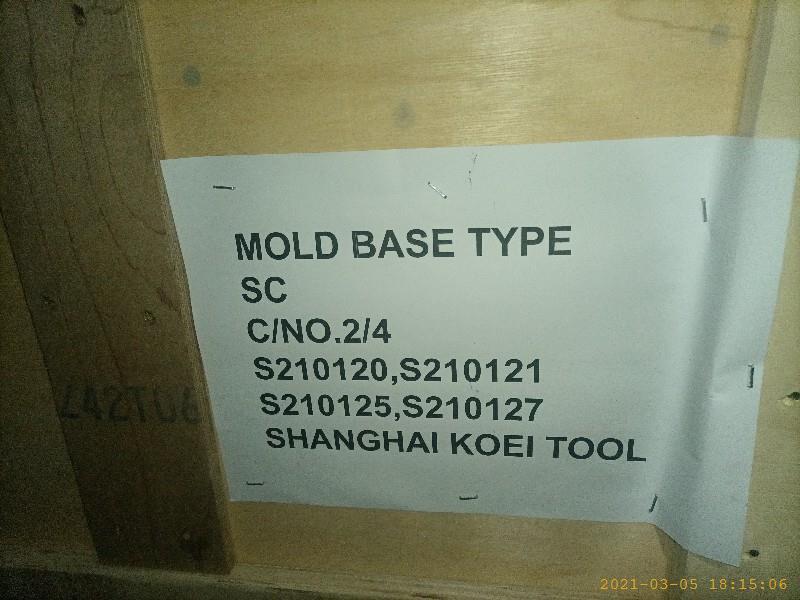 MOLD BASE TYPE
SC
C/NO.2/4
S210120,S210121
S210125,S210127
SHANGHAI KOEI TOOL
2021-03-05 18:15:06